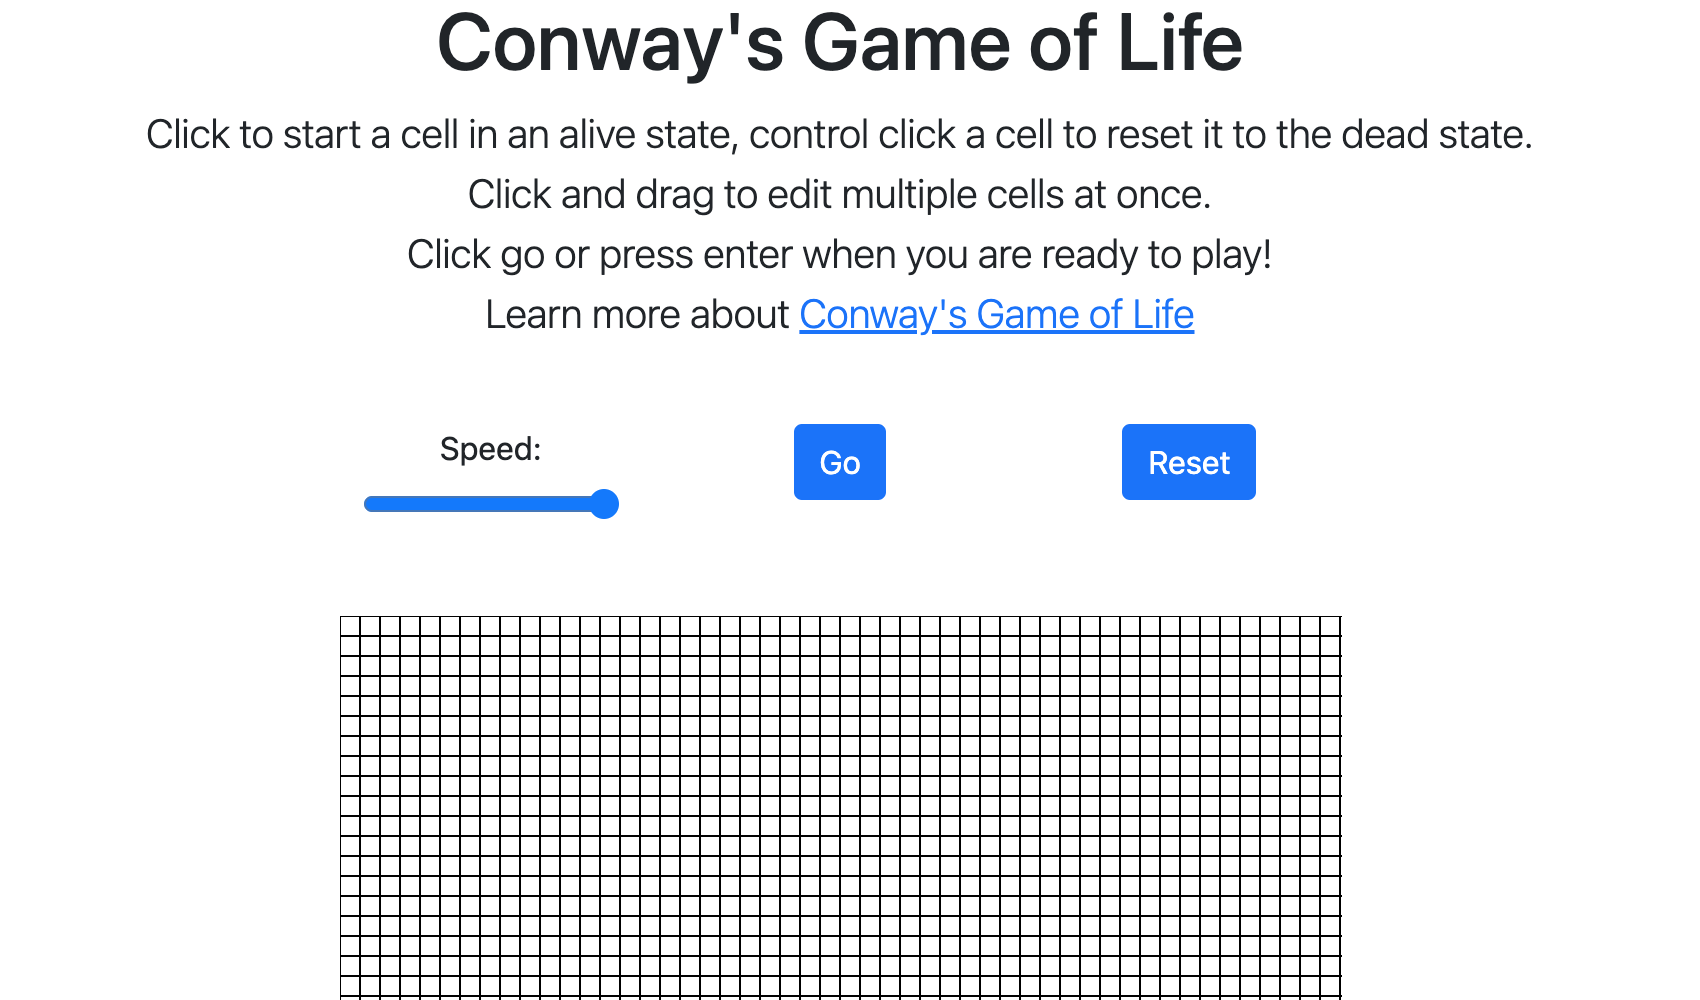 Conway's Game of Life
Click to start a cell in an alive state, control click a cell to reset it to the dead state.
Click and drag to edit multiple cells at once.
Click go or press enter when you are ready to play!
Learn more about Conway's Game of Life
Speed:
Go
Reset